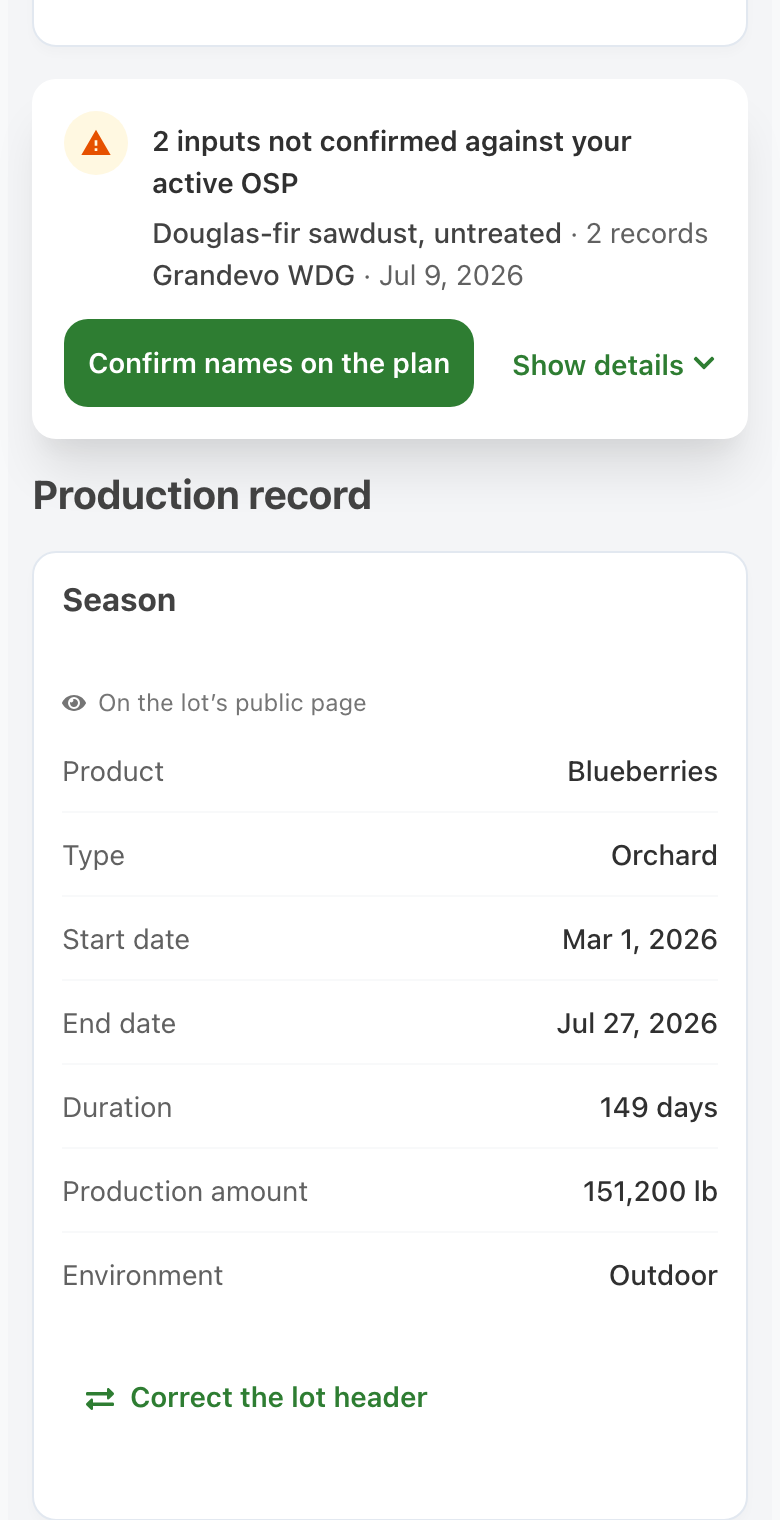 2 inputs not confirmed against your
active OSP
Douglas-fir sawdust, untreated · 2 records
Grandevo WDG · Jul 9, 2026
Confirm names on the plan
Show details
Production record
Season
On the lot’s public page
Product
Blueberries
Type
Orchard
Start date
Mar 1, 2026
End date
Jul 27, 2026
Duration
149 days
Production amount
151,200 lb
Environment
Outdoor
Correct the lot header